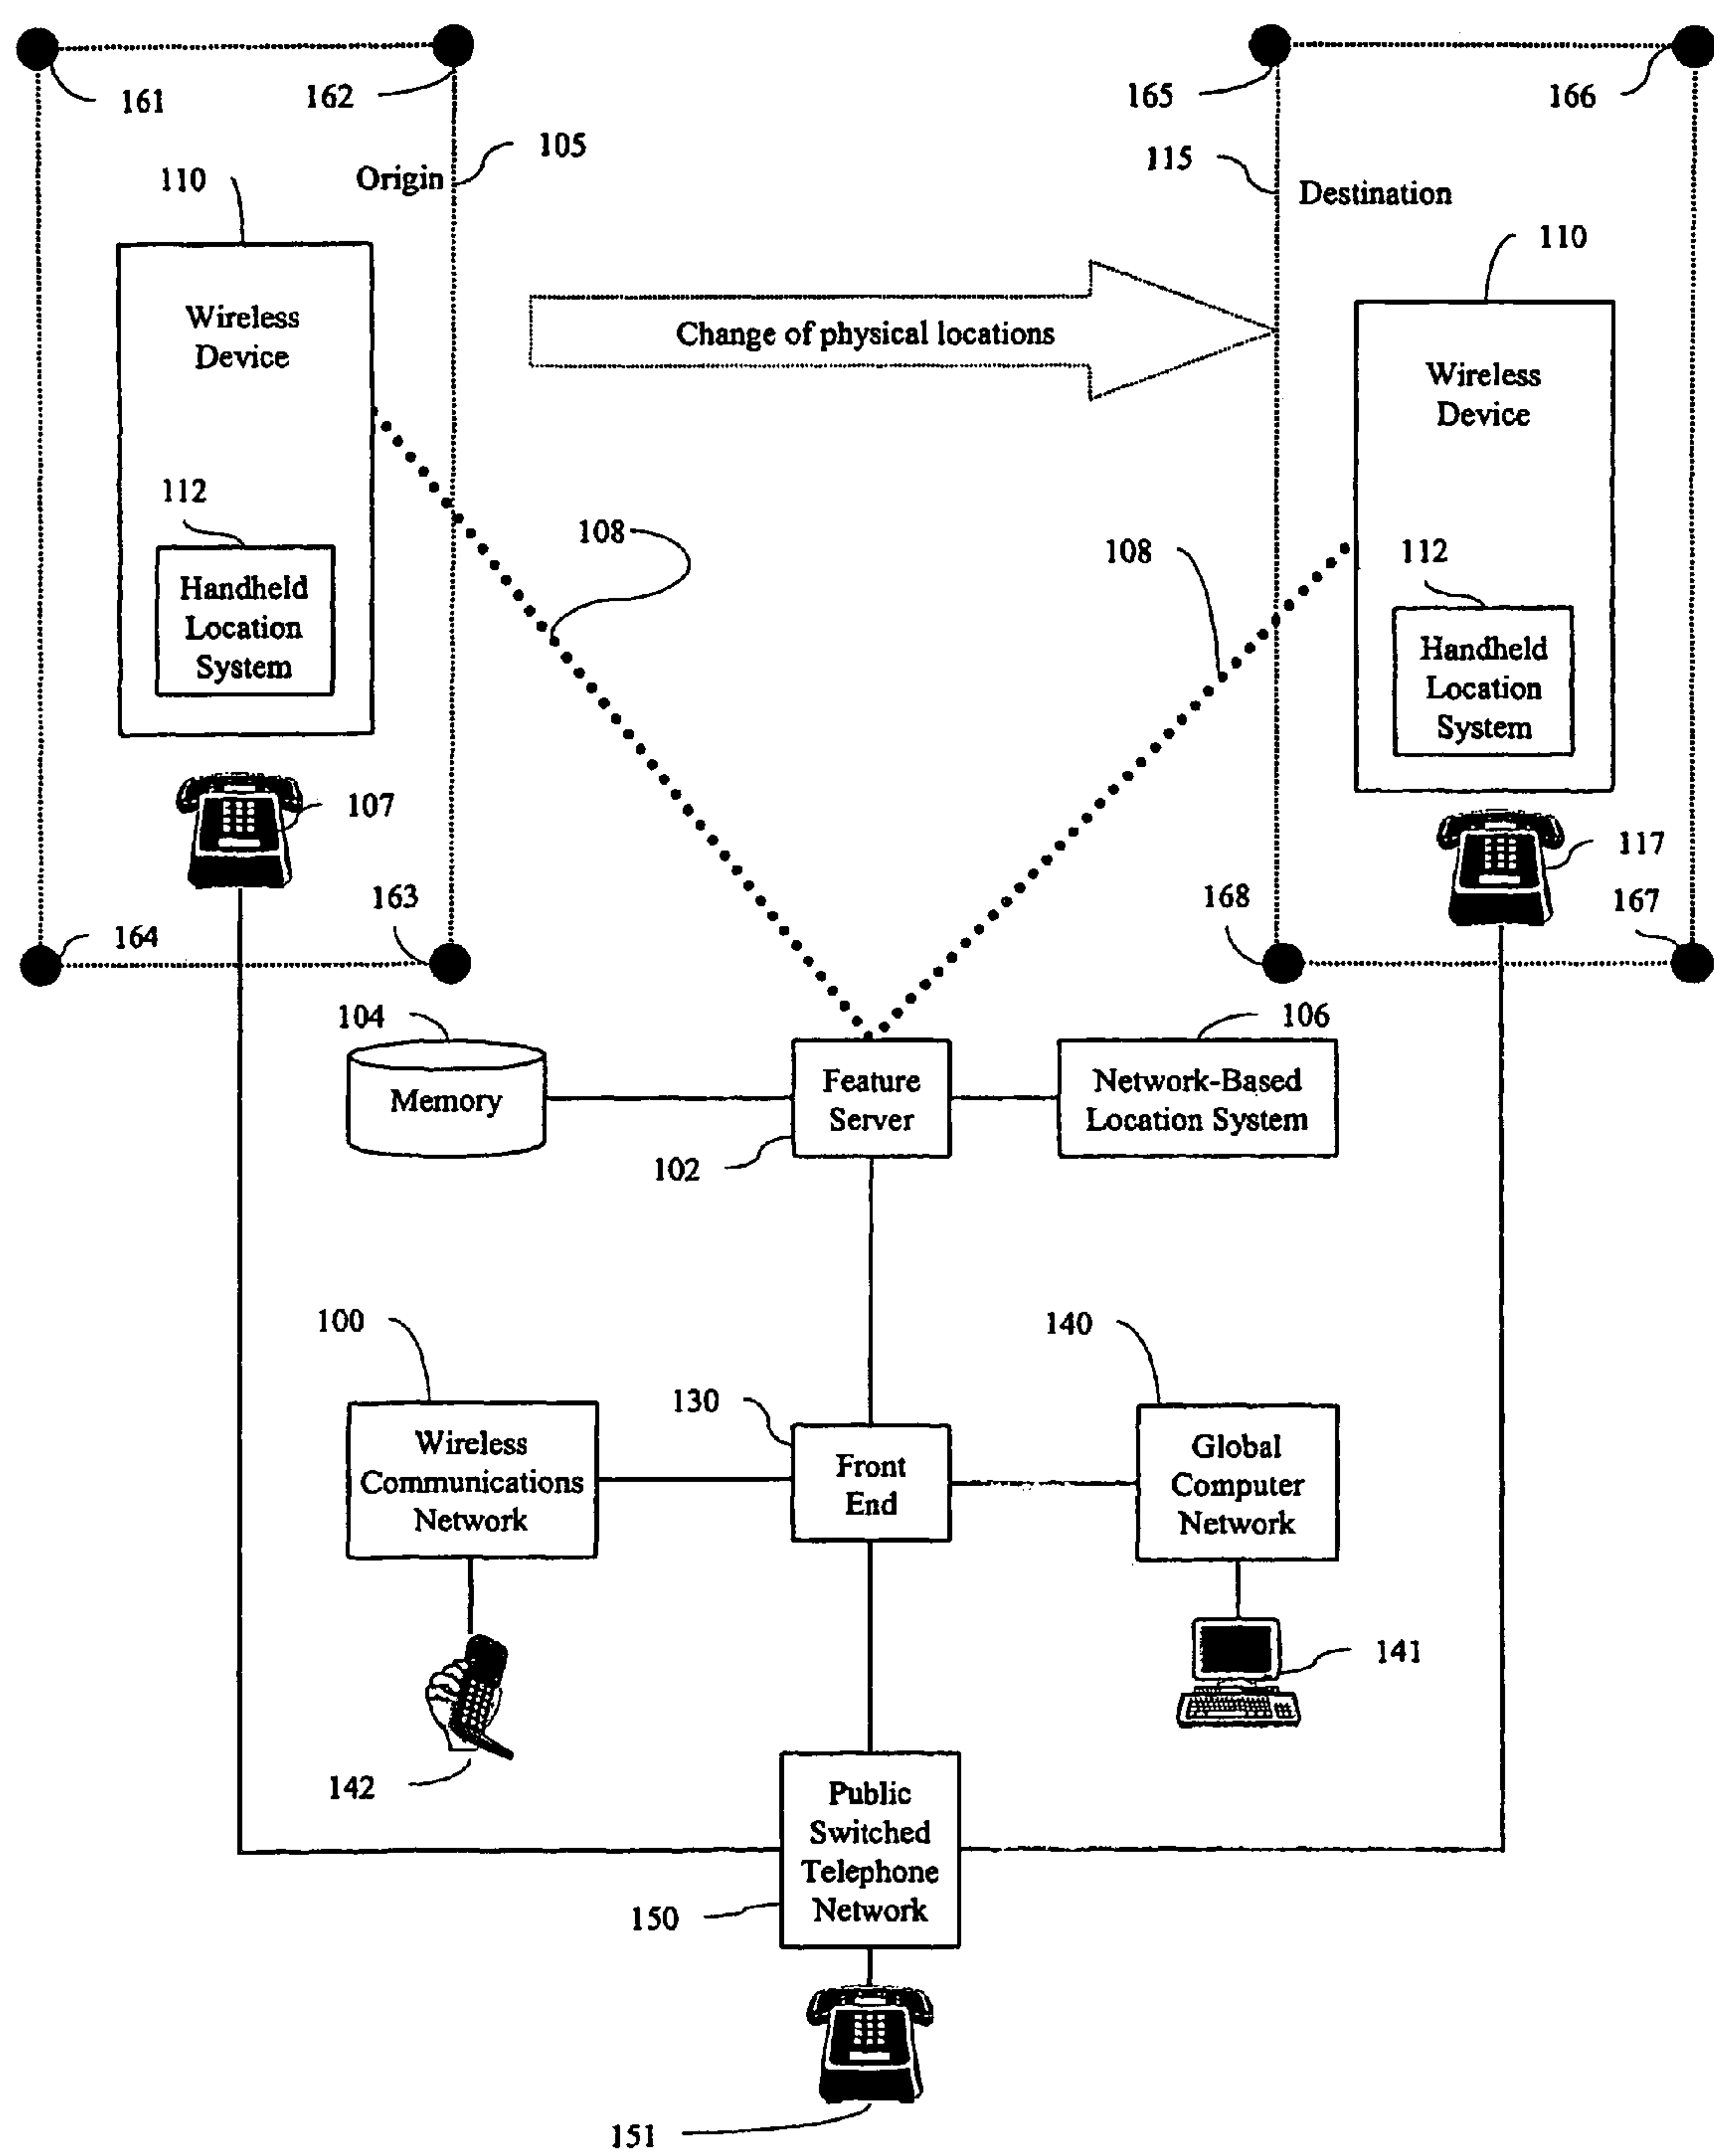 161
162
165
166
105
Origin
115
Destination
110
Wireless
Device
Change of physical locations
110
Wireless
Device
112
Handheld
Location
System
108
108
112
Handheld
Location
System
107
117
164
163
168
167
104
Memory
Feature
Server
102
106
Network-Based
Location System
100
Wireless
Communications
Network
130
Front
End
140
Global
Computer
Network
142
141
Public
Switched
Telephone
Network
150
151